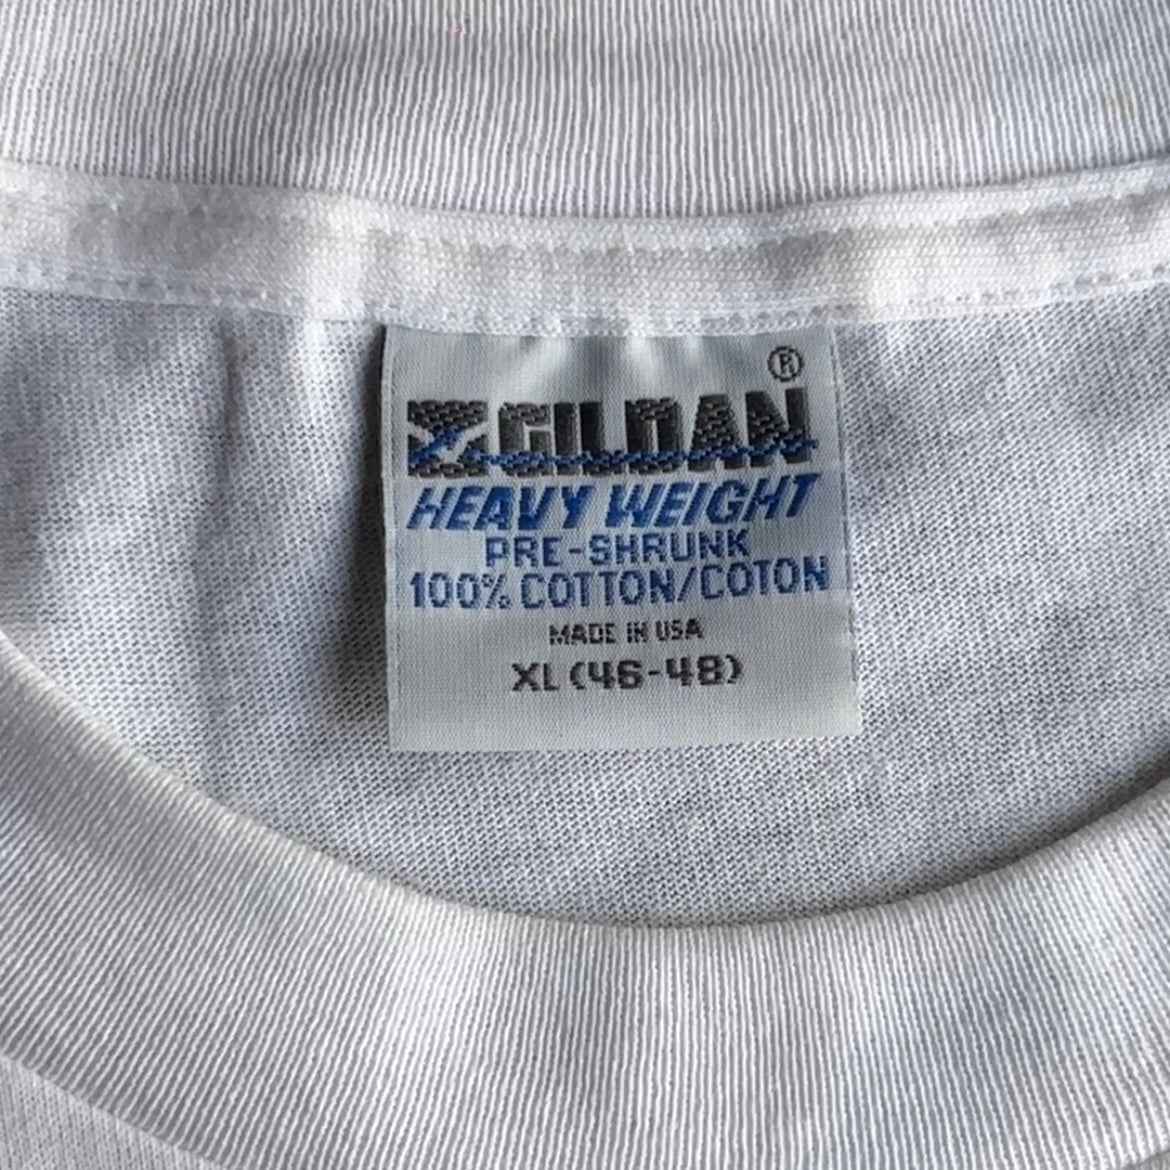 ®
GILDAN
HEAVY WEIGHT
PRE-SHRUNK
100% COTTON/COTON
MADE IN USA
XL (46-48)